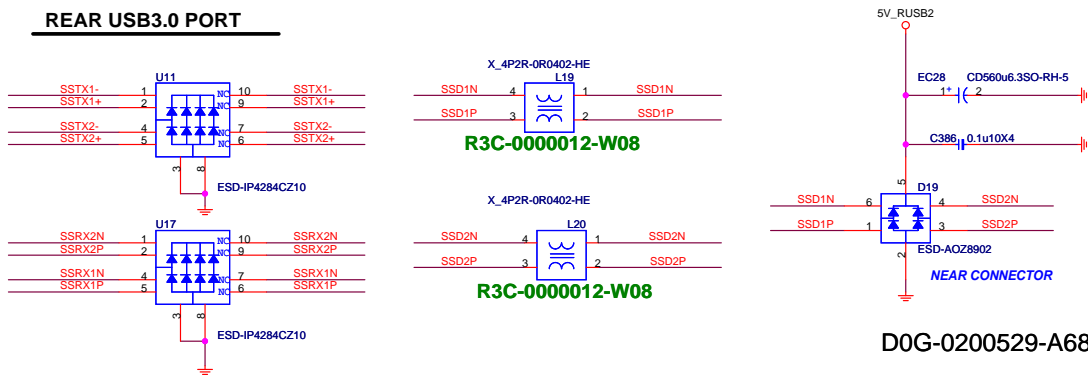 REAR USB3.0 PORT
U11
SSTX1- 1 10 SSTX1-
SSTX1+ 2 NC 9 SSTX1+
NC
SSTX2- 4 7 SSTX2-
NC
SSTX2+ 5 6 SSTX2+
NC
3 8
ESD-IP4284CZ10
U17
SSRX2N 1 10 SSRX2N
NC
SSRX2P 2 9 SSRX2P
NC
SSRX1N 4 7 SSRX1N
NC
SSRX1P 5 6 SSRX1P
NC
3 8
ESD-IP4284CZ10
X_4P2R-0R0402-HE
L19
SSD1N 4 1 SSD1N
SSD1P 3 2 SSD1P
R3C-0000012-W08
X_4P2R-0R0402-HE
L20
SSD2N 4 1 SSD2N
SSD2P 3 2 SSD2P
R3C-0000012-W08
5V_RUSB2
EC28 CD560u6.3SO-RH-5
1+ 2
C386 0.1u10X4
5 D19
SSD1N 6 4 SSD2N
SSD1P 1 3 SSD2P
2 ESD-AOZ8902
NEAR CONNECTOR
D0G-0200529-A68